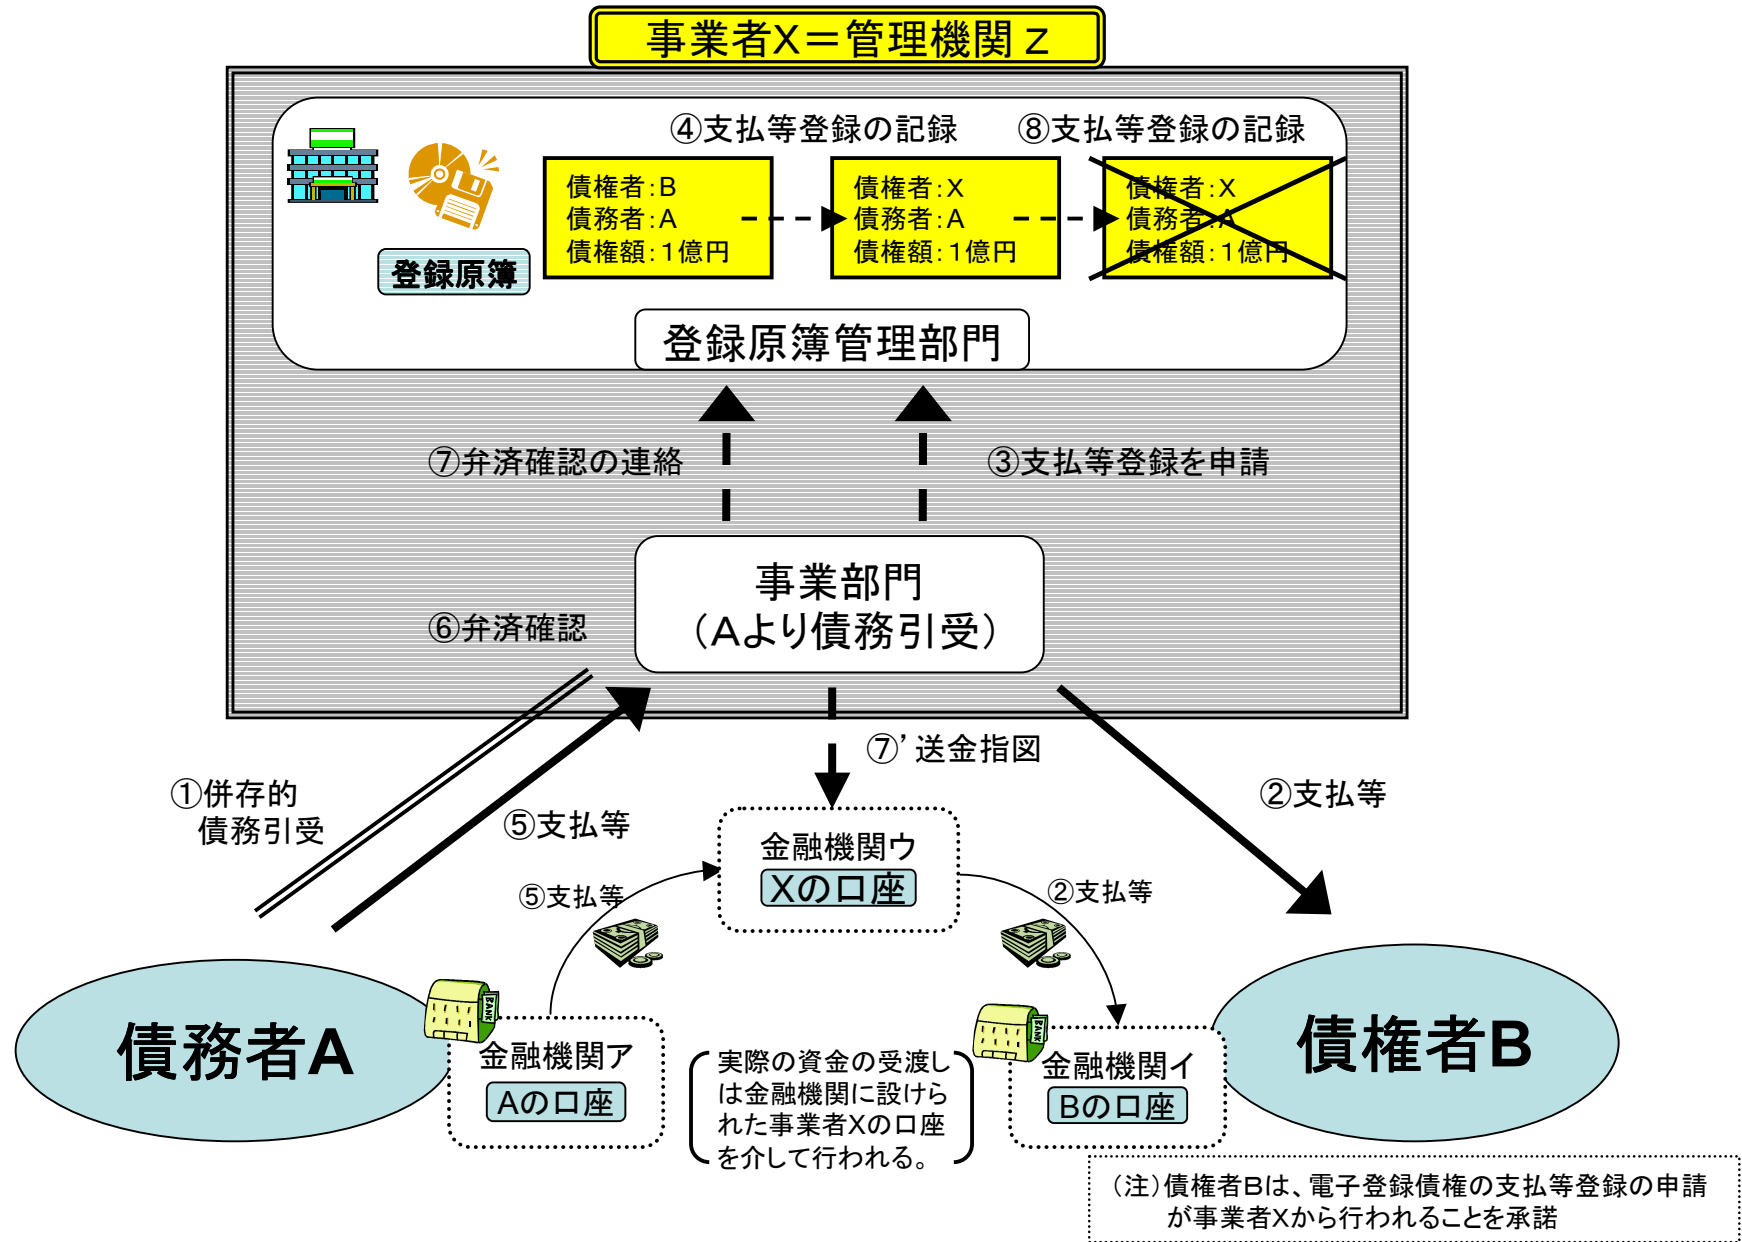 事業者X＝管理機関Z
④支払等登録の記録
⑧支払等登録の記録
債権者：B
債務者：A
債権額：1億円
債権者：X
債務者：A
債権額：1億円
債権者：X
債務者：A
債権額：1億円
登録原簿
登録原簿管理部門
⑦弁済確認の連絡
③支払等登録を申請
事業部門
（Aより債務引受）
⑥弁済確認
⑦’送金指図
①併存的
債務引受
⑤支払等
②支払等
金融機関ウ
Xの口座
⑤支払等
②支払等
債務者A
BANK
金融機関ア
Aの口座
実際の資金の受渡し
は金融機関に設けら
れた事業者Xの口座
を介して行われる。
BANK
金融機関イ
Bの口座
債権者B
（注）債権者Bは、電子登録債権の支払等登録の申請
が事業者Xから行われることを承諾